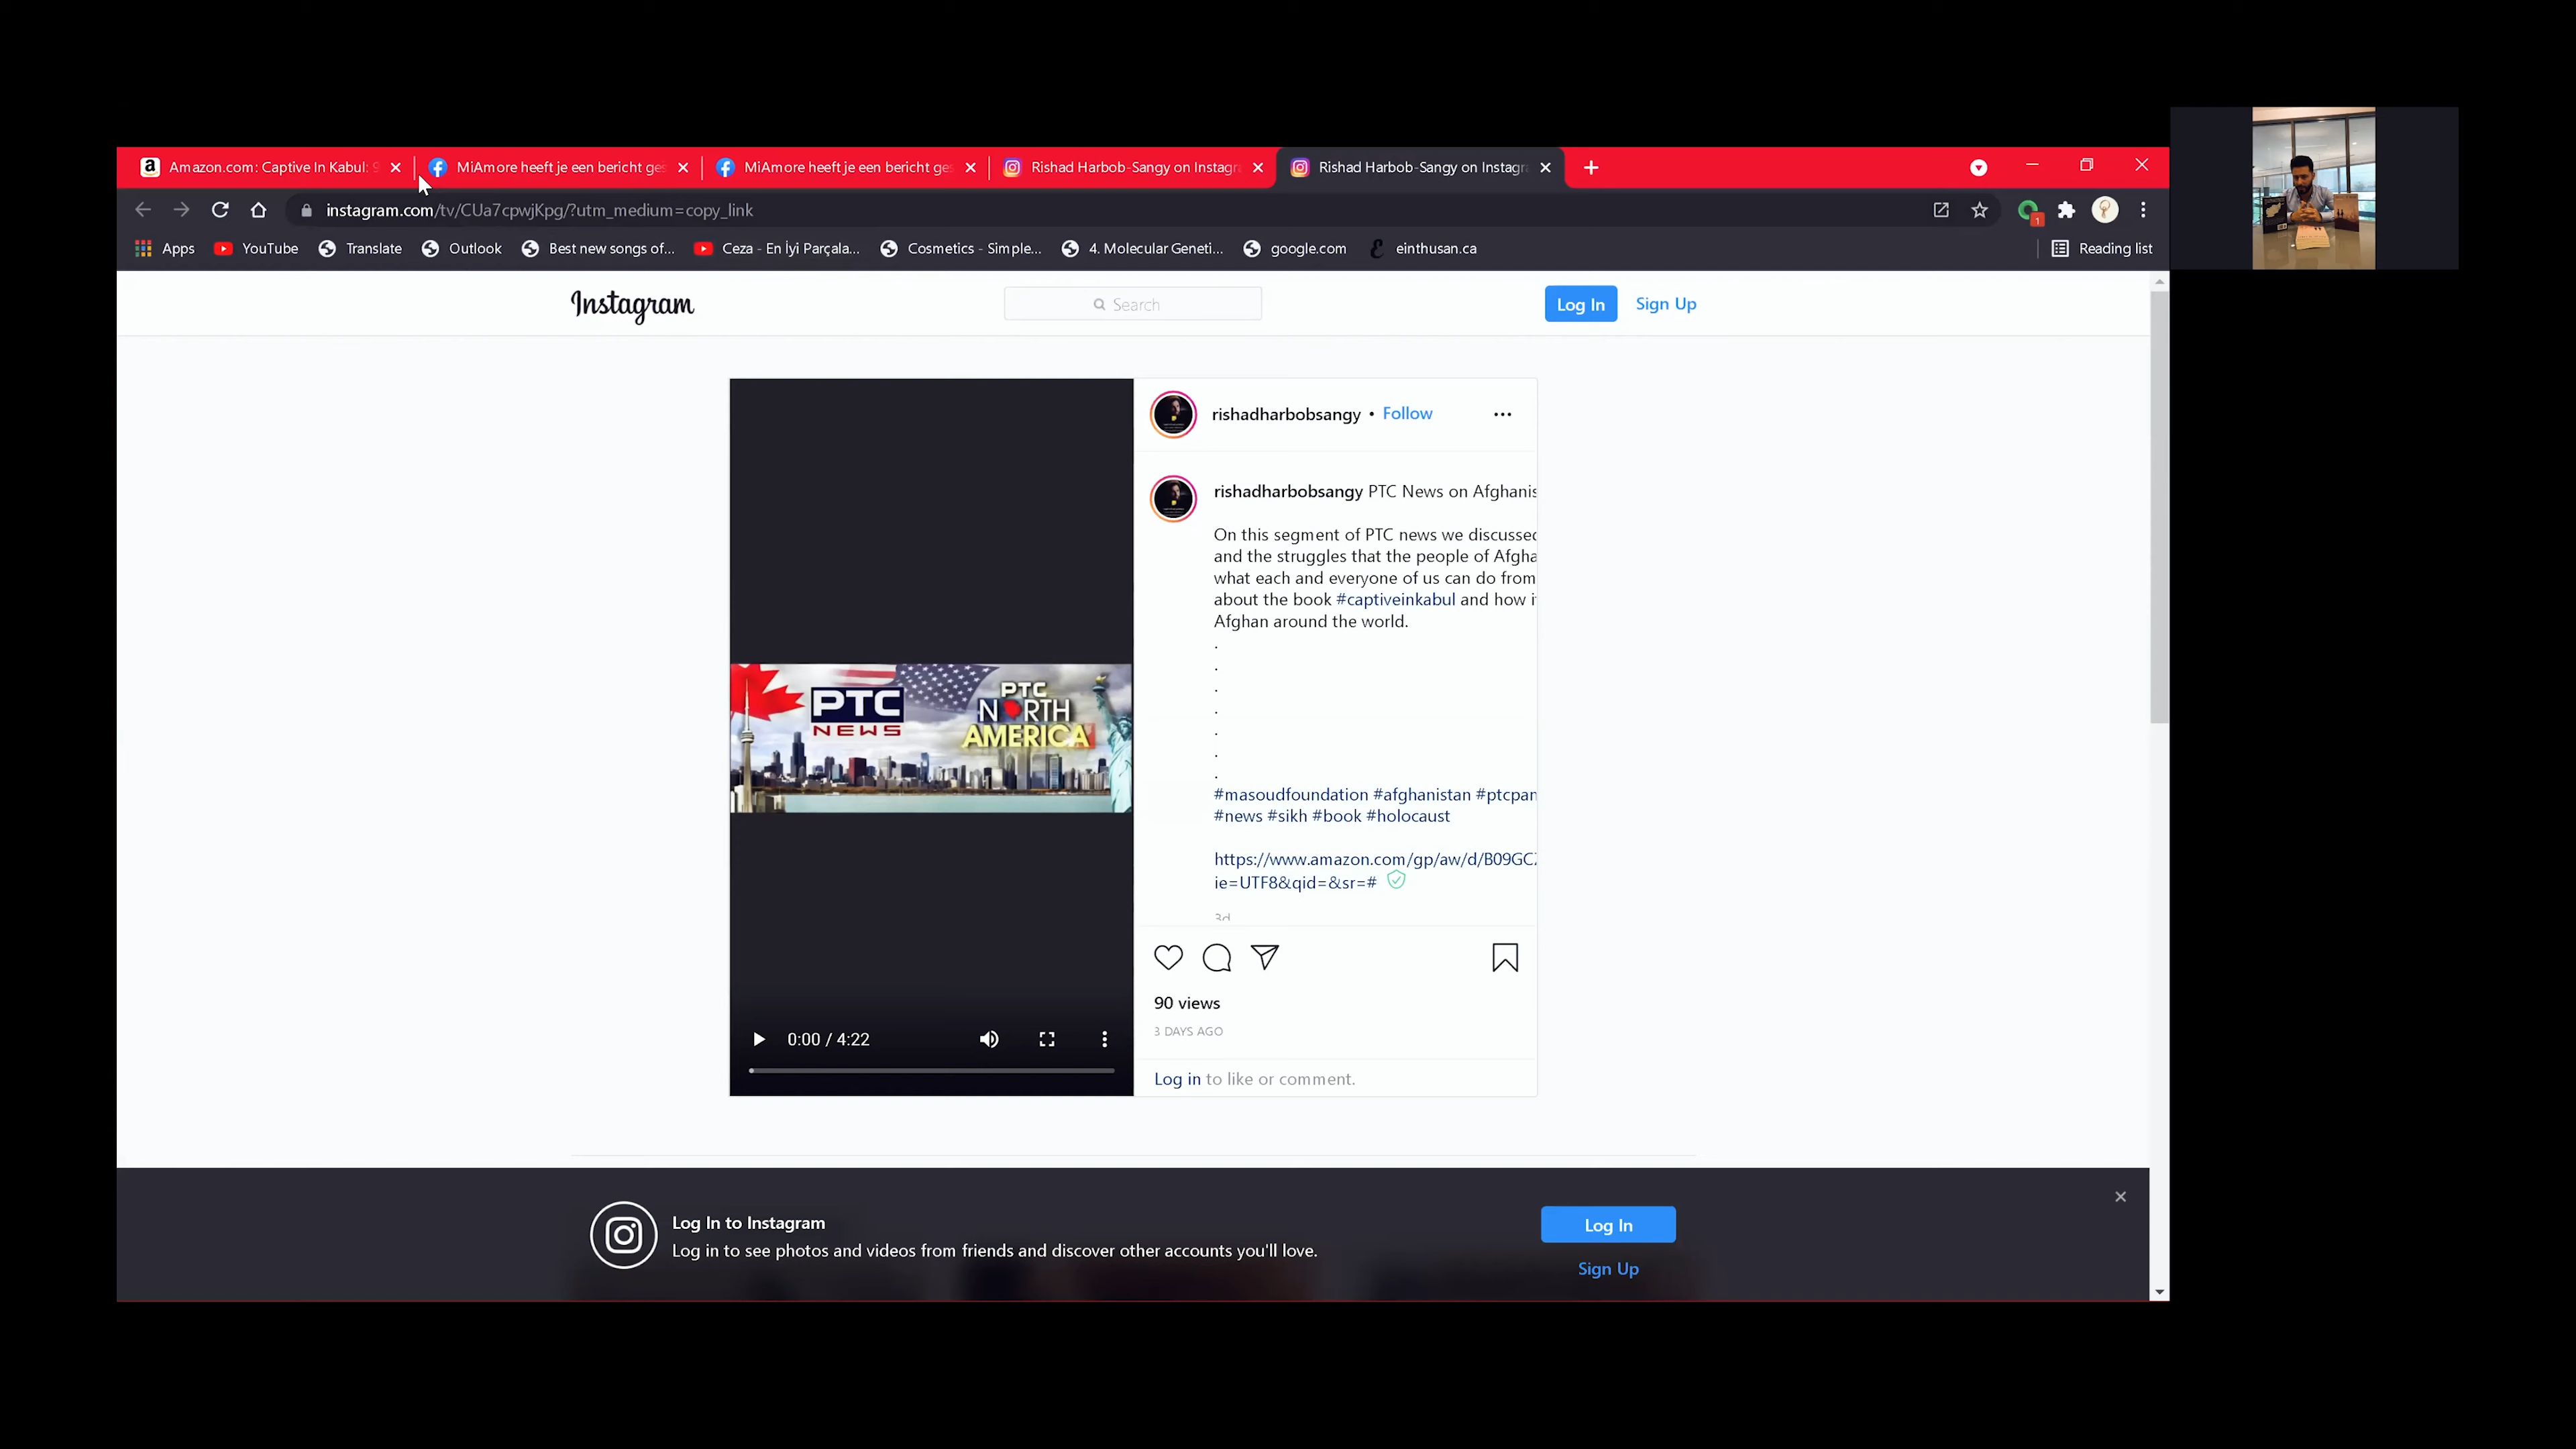 Amazon.com: Captive In Kabul: 9
MiAmore heeft je een bericht ges
MiAmore heeft je een bericht ges
Rishad Harbob-Sangy on Instagra
Rishad Harbob-Sangy on Instagra
instagram.com/tv/CUa7cpwjKpg/?utm_medium=copy_link
1
Apps
YouTube
Translate
Outlook
Best new songs of...
Ceza - En İyi Parçala...
Cosmetics - Simple...
4. Molecular Geneti...
google.com
einthusan.ca
Reading list
Instagram
Search
Log In
Sign Up
PTC
NEWS
PTC
NORTH
AMERICA
0:00 / 4:22
rishadharbobsangy • Follow
rishadharbobsangy PTC News on Afghanis
On this segment of PTC news we discussed
and the struggles that the people of Afgha
what each and everyone of us can do from
about the book #captiveinkabul and how i
Afghan around the world.
.
.
.
.
.
.
.
#masoudfoundation #afghanistan #ptcpan
#news #sikh #book #holocaust
https://www.amazon.com/gp/aw/d/B09GC
ie=UTF8&qid=&sr=#
3d
90 views
3 DAYS AGO
Log in to like or comment.
Log In to Instagram
Log in to see photos and videos from friends and discover other accounts you'll love.
Log In
Sign Up